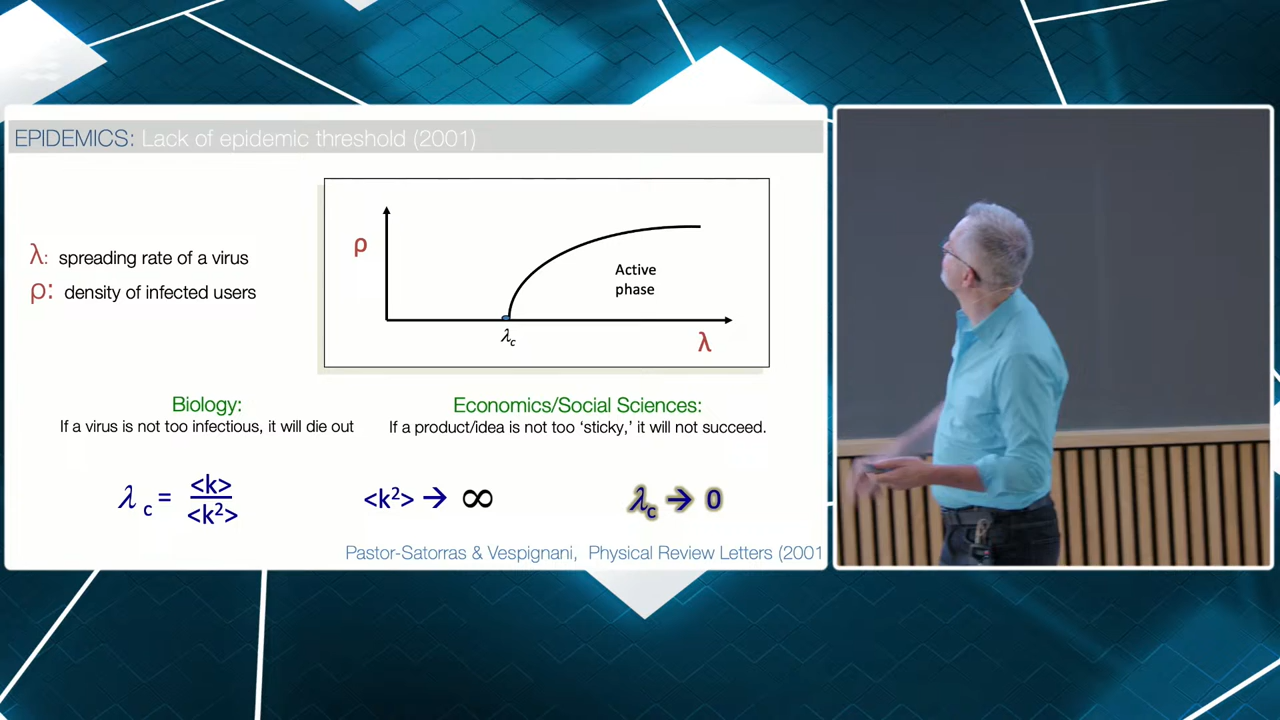 EPIDEMICS: Lack of epidemic threshold (2001)
λ: spreading rate of a virus
ρ: density of infected users
ρ
Active
phase
λc
λ
Biology:
If a virus is not too infectious, it will die out
Economics/Social Sciences:
If a product/idea is not too ‘sticky,’ it will not succeed.
λ c = <k>
<k²>
<k²> → ∞
λc → 0
Pastor-Satorras & Vespignani, Physical Review Letters (2001